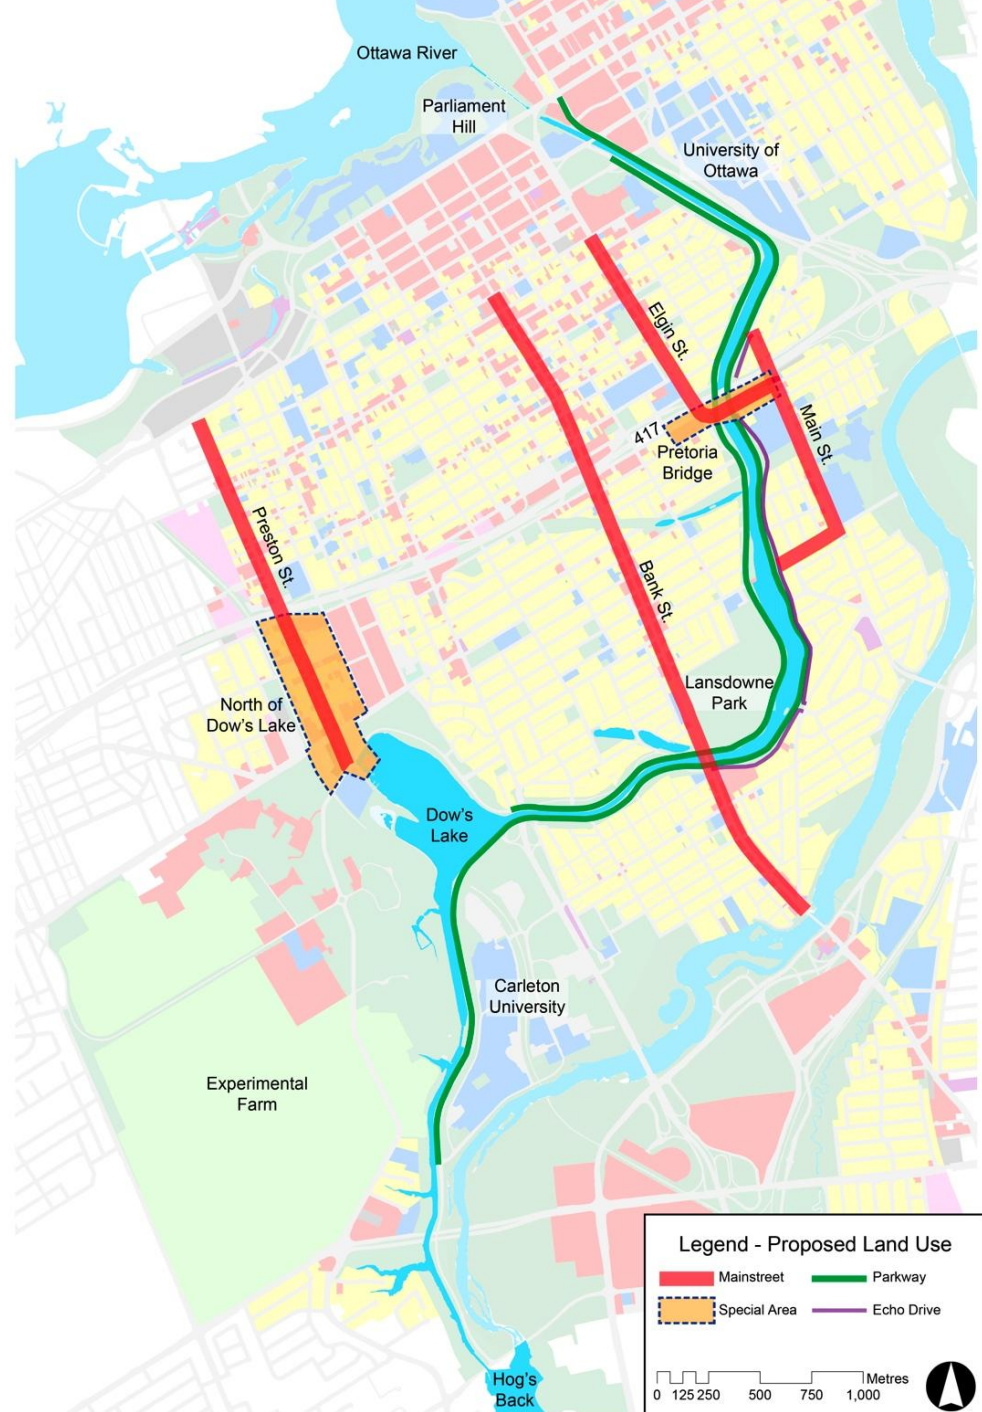 Ottawa River
Parliament
Hill
University of
Ottawa
Elgin St.
417
Pretoria
Bridge
Main St.
Preston St.
Bank St.
North of
Dow's Lake
Lansdowne
Park
Dow's
Lake
Carleton
University
Experimental
Farm
Hog's
Back
Legend - Proposed Land Use
Mainstreet
Parkway
Special Area
Echo Drive
Metres
0 125 250 500 750 1,000